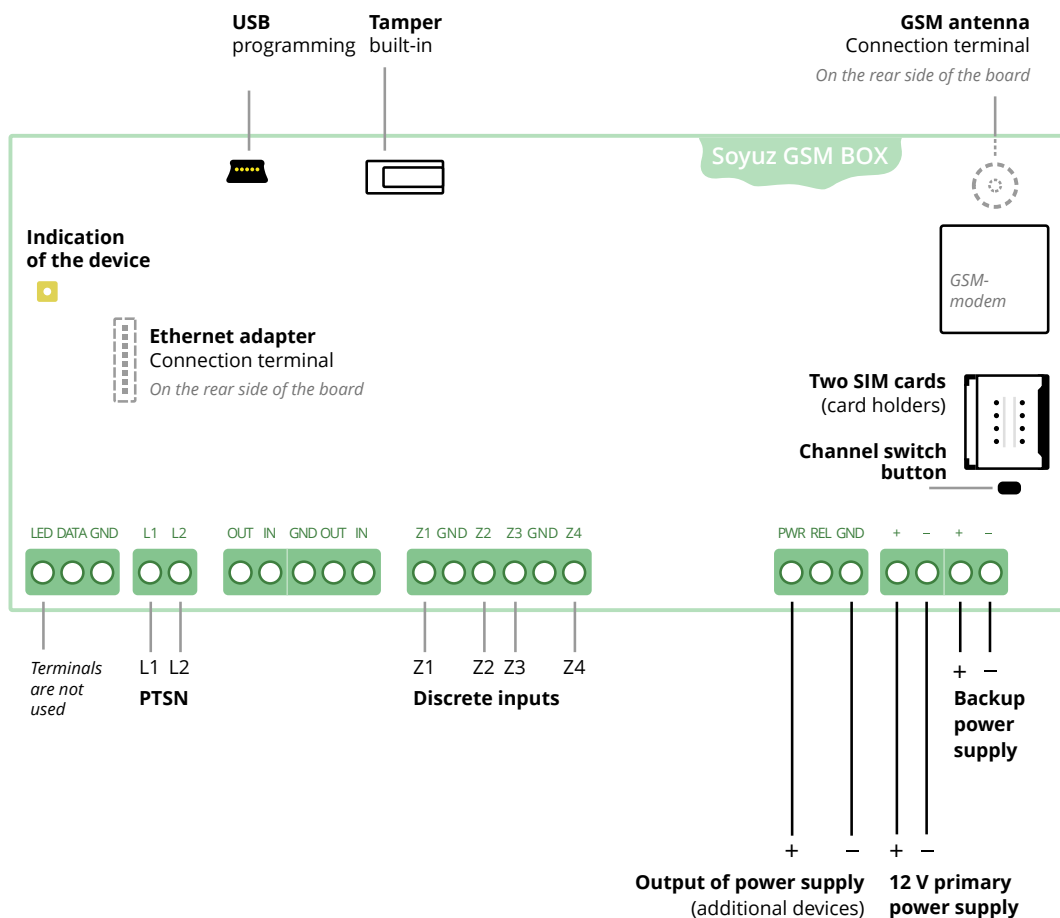 USB
programming
Tamper
built-in
GSM antenna
Connection terminal
On the rear side of the board
Soyuz GSM BOX
Indication
of the device
GSM-
modem
Ethernet adapter
Connection terminal
On the rear side of the board
Two SIM cards
(card holders)
Channel switch
button
LED DATA GND L1 L2 OUT IN GND OUT IN Z1 GND Z2 Z3 GND Z4 PWR REL GND + – + –
Terminals
are not
used
L1 L2
PTSN
Z1 Z2 Z3 Z4
Discrete inputs
+ –
Backup
power
supply
+ –
Output of power supply
(additional devices)
+ –
12 V primary
power supply